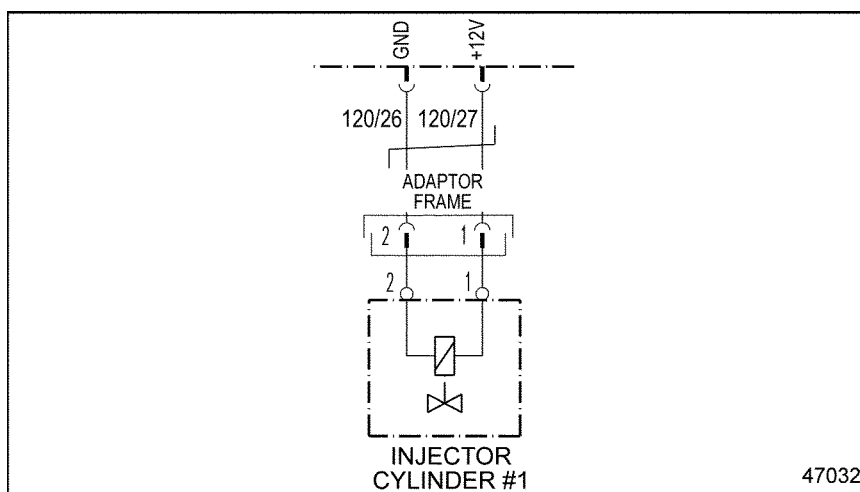 GND +12V
120/26 120/27
ADAPTOR
FRAME
2 1
2 1
INJECTOR
CYLINDER #1
47032